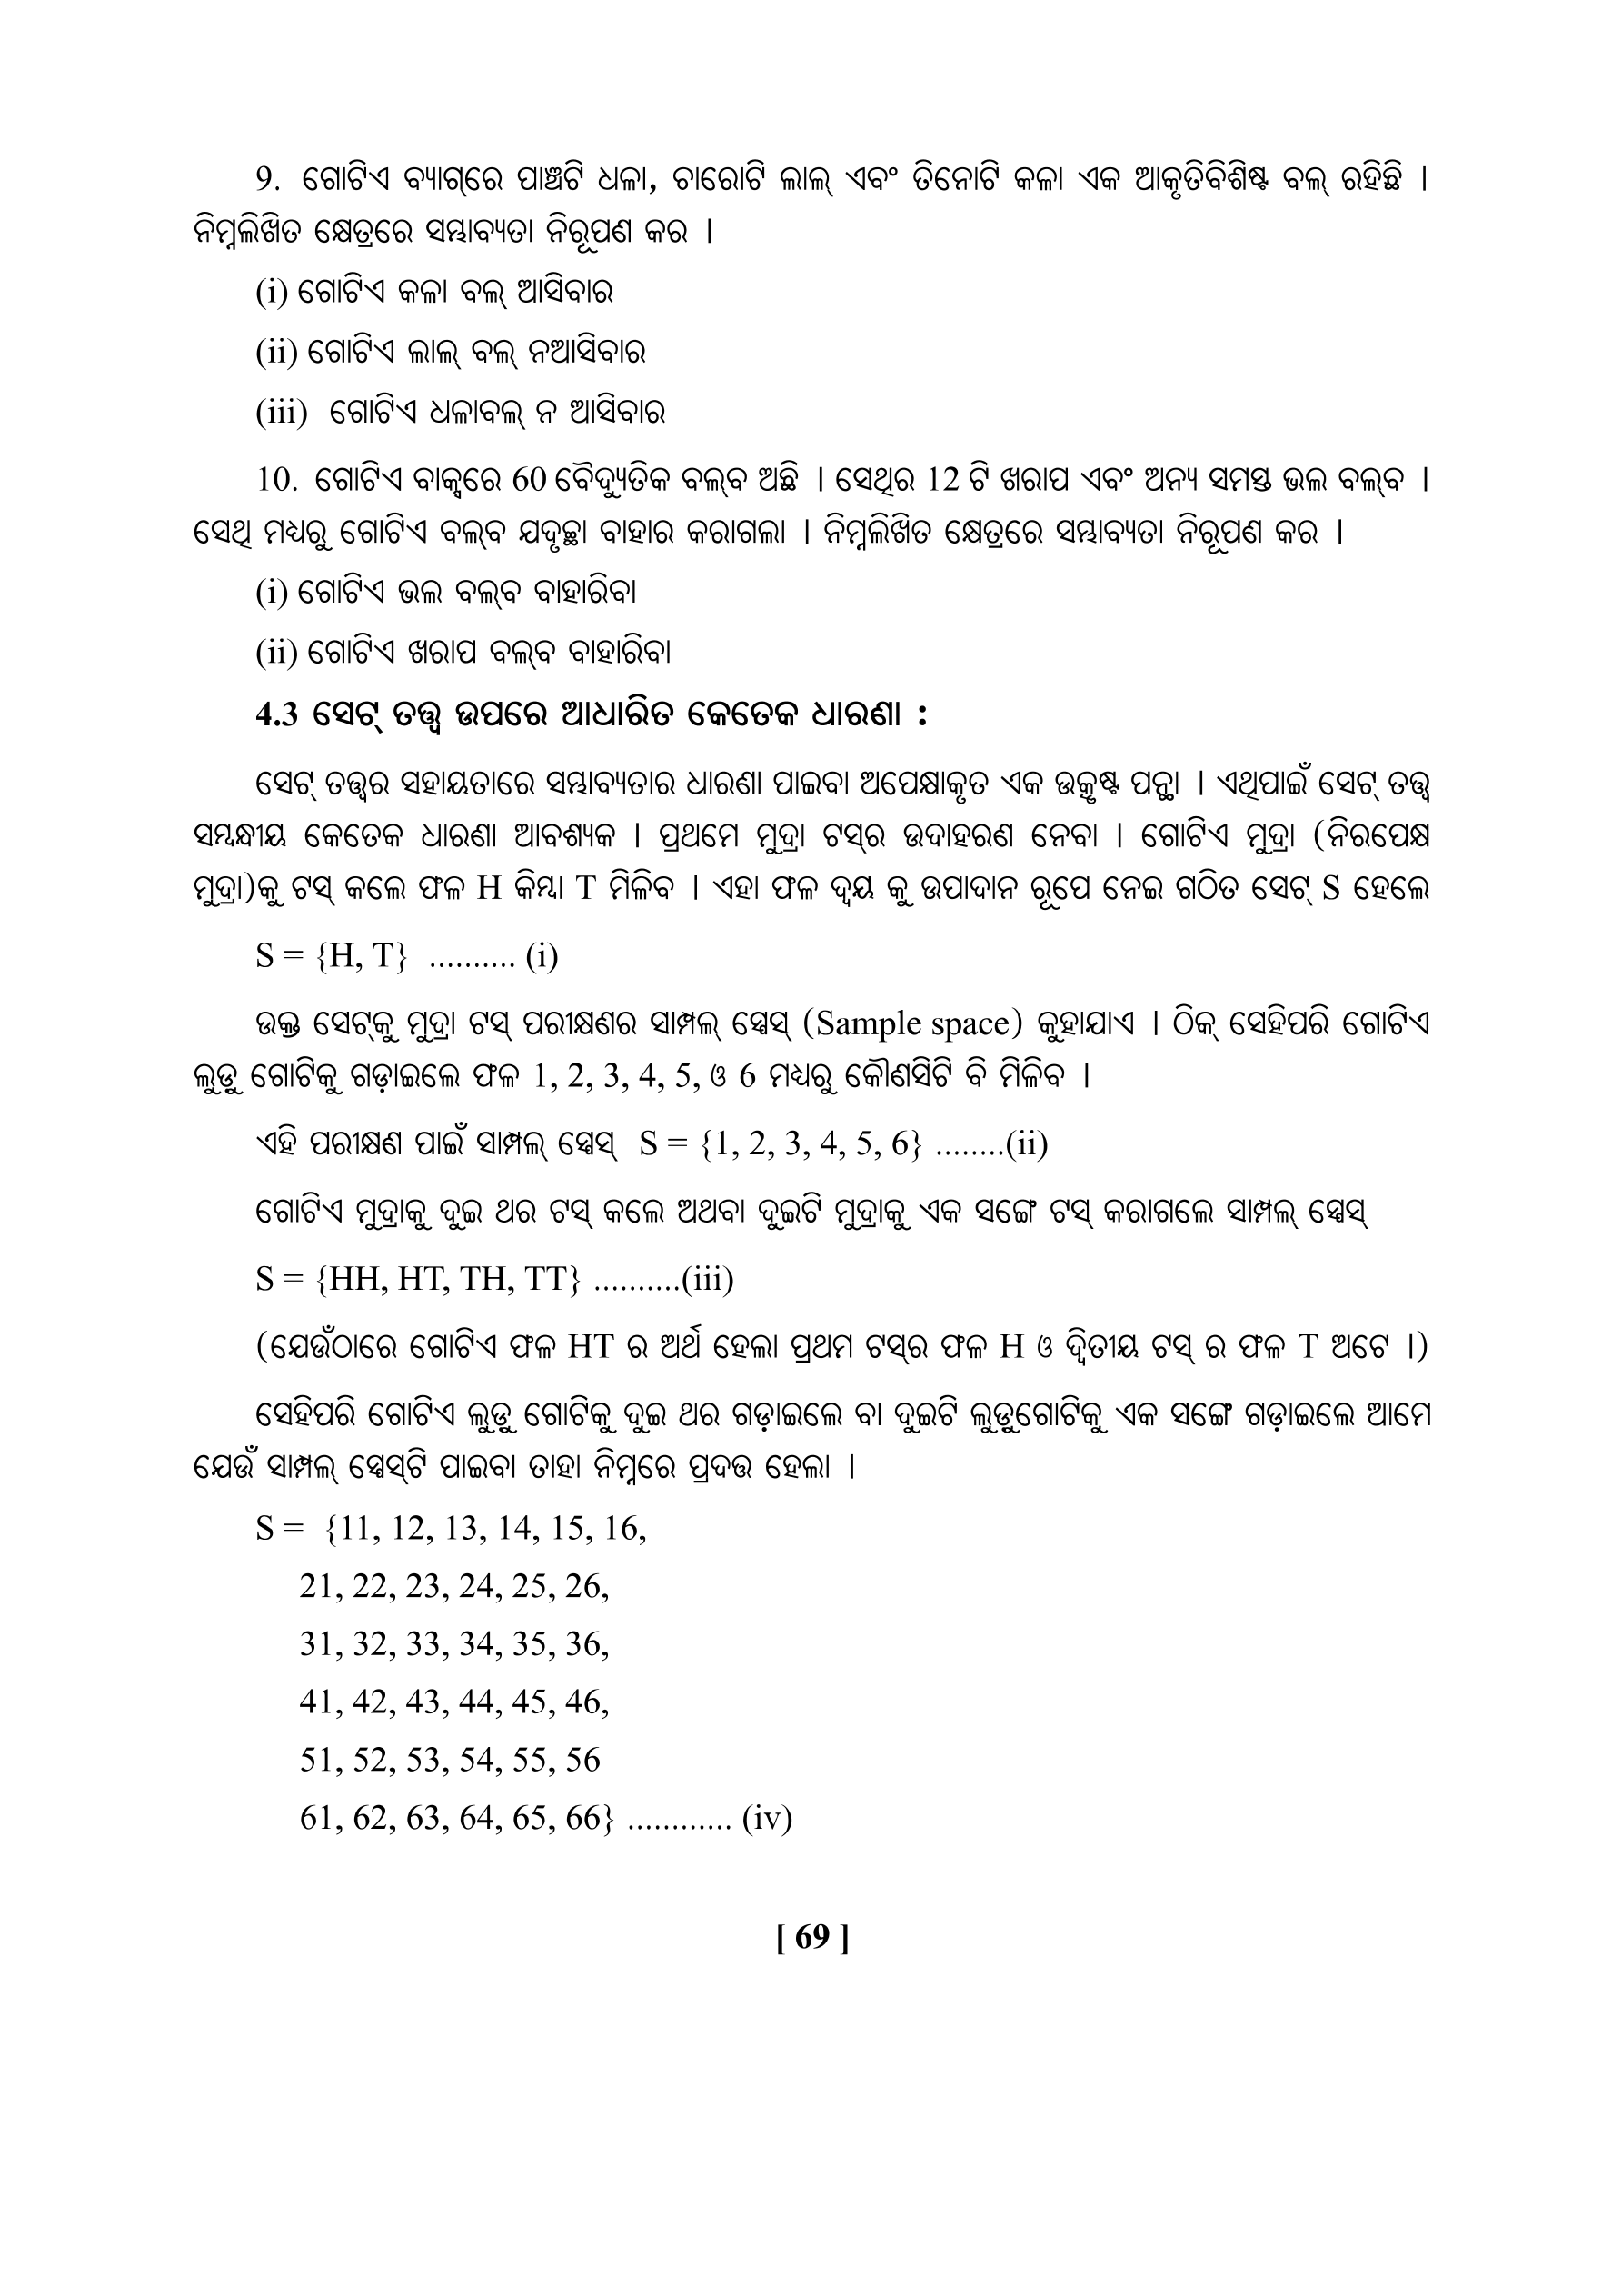 9. ଗୋଟିଏ ବ୍ୟାଗ୍‌ରେ ପାଞ୍ଚଟି ଧଳା, ଚାରୋଟି ଲାଲ୍ ଏବଂ ତିନୋଟି କଳା ଏକ ଆକୃତିବିଶିଷ୍ଟ ବଲ୍ ରହିଛି ।
ନିମ୍ନଲିଖିତ କ୍ଷେତ୍ରରେ ସମ୍ଭାବ୍ୟତା ନିରୂପଣ କର ।
(i) ଗୋଟିଏ କଳା ବଲ୍ ଆସିବାର
(ii) ଗୋଟିଏ ଲାଲ୍ ବଲ୍ ନଆସିବାର
(iii) ଗୋଟିଏ ଧଳାବଲ୍ ନ ଆସିବାର
10. ଗୋଟିଏ ବାକ୍ସରେ 60 ବୈଦ୍ୟୁତିକ ବଲ୍‌ବ ଅଛି । ସେଥିର 12 ଟି ଖରାପ ଏବଂ ଅନ୍ୟ ସମସ୍ତ ଭଲ ବଲ୍‌ବ ।
ସେଥି ମଧ୍ୟରୁ ଗୋଟିଏ ବଲ୍‌ବ ଯଦୃଚ୍ଛା ବାହାର କରାଗଲା । ନିମ୍ନଲିଖିତ କ୍ଷେତ୍ରରେ ସମ୍ଭାବ୍ୟତା ନିରୂପଣ କର ।
(i) ଗୋଟିଏ ଭଲ ବଲ୍‌ବ ବାହାରିବା
(ii) ଗୋଟିଏ ଖରାପ ବଲ୍‌ବ ବାହାରିବା
4.3 ସେଟ୍ ତତ୍ତ୍ୱ ଉପରେ ଆଧାରିତ କେତେକ ଧାରଣା :
ସେଟ୍ ତତ୍ତ୍ୱର ସହାୟତାରେ ସମ୍ଭାବ୍ୟତାର ଧାରଣା ପାଇବା ଅପେକ୍ଷାକୃତ ଏକ ଉତ୍କୃଷ୍ଟ ପନ୍ଥା । ଏଥିପାଇଁ ସେଟ୍ ତତ୍ତ୍ୱ
ସମ୍ବନ୍ଧୀୟ କେତେକ ଧାରଣା ଆବଶ୍ୟକ । ପ୍ରଥମେ ମୁଦ୍ରା ଟସ୍‌ର ଉଦାହରଣ ନେବା । ଗୋଟିଏ ମୁଦ୍ରା (ନିରପେକ୍ଷ
ମୁଦ୍ରା)କୁ ଟସ୍ କଲେ ଫଳ H କିମ୍ବା T ମିଳିବ । ଏହା ଫଳ ଦ୍ୱୟ କୁ ଉପାଦାନ ରୂପେ ନେଇ ଗଠିତ ସେଟ୍ S ହେଲେ
S = {H, T} .......... (i)
ଉକ୍ତ ସେଟ୍‌କୁ ମୁଦ୍ରା ଟସ୍ ପରୀକ୍ଷଣର ସାମ୍ପଲ୍ ସ୍ପେସ୍ (Sample space) କୁହାଯାଏ । ଠିକ୍ ସେହିପରି ଗୋଟିଏ
ଲୁଡୁ ଗୋଟିକୁ ଗଡ଼ାଇଲେ ଫଳ 1, 2, 3, 4, 5, ଓ 6 ମଧ୍ୟରୁ କୌଣସିଟି ବି ମିଳିବ ।
ଏହି ପରୀକ୍ଷଣ ପାଇଁ ସାମ୍ପଲ୍ ସ୍ପେସ୍ S = {1, 2, 3, 4, 5, 6} ........(ii)
ଗୋଟିଏ ମୁଦ୍ରାକୁ ଦୁଇ ଥର ଟସ୍ କଲେ ଅଥବା ଦୁଇଟି ମୁଦ୍ରାକୁ ଏକ ସଙ୍ଗେ ଟସ୍ କରାଗଲେ ସାମ୍ପଲ୍ ସ୍ପେସ୍
S = {HH, HT, TH, TT} ..........(iii)
(ଯେଉଁଠାରେ ଗୋଟିଏ ଫଳ HT ର ଅର୍ଥ ହେଲା ପ୍ରଥମ ଟସ୍‌ର ଫଳ H ଓ ଦ୍ୱିତୀୟ ଟସ୍ ର ଫଳ T ଅଟେ ।)
ସେହିପରି ଗୋଟିଏ ଲୁଡୁ ଗୋଟିକୁ ଦୁଇ ଥର ଗଡ଼ାଇଲେ ବା ଦୁଇଟି ଲୁଡୁଗୋଟିକୁ ଏକ ସଙ୍ଗେ ଗଡ଼ାଇଲେ ଆମେ
ଯେଉଁ ସାମ୍ପଲ୍ ସ୍ପେସ୍‌ଟି ପାଇବା ତାହା ନିମ୍ନରେ ପ୍ରଦତ୍ତ ହେଲା ।
S = {11, 12, 13, 14, 15, 16,
21, 22, 23, 24, 25, 26,
31, 32, 33, 34, 35, 36,
41, 42, 43, 44, 45, 46,
51, 52, 53, 54, 55, 56
61, 62, 63, 64, 65, 66} ............ (iv)
[ 69 ]